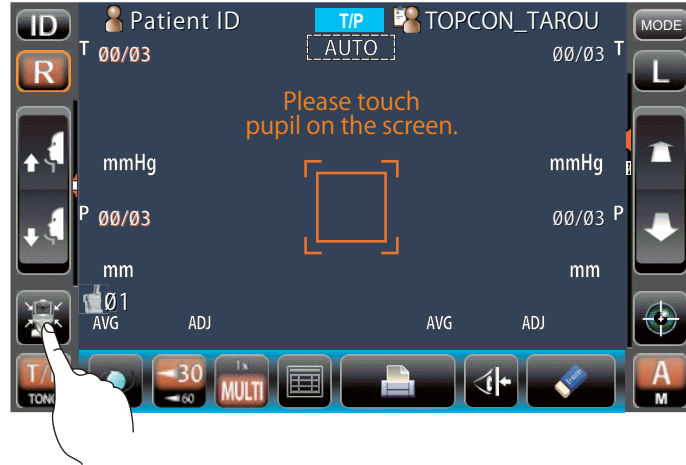 ID
Patient ID
T/P
TOPCON_TAROU
MODE
R
T
00/03
AUTO
00/03
T
L
Please touch
pupil on the screen.
mmHg
mmHg
P
00/03
00/03
P
mm
mm
01
AVG
ADJ
AVG
ADJ
30
60
1x
MULTI
A
M